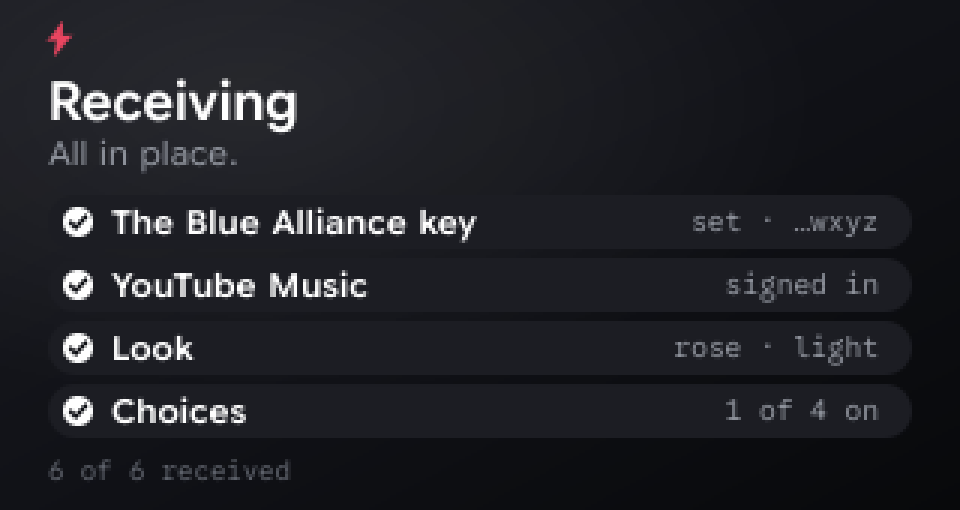 Receiving
All in place.
The Blue Alliance key set · …wxyz
YouTube Music signed in
Look rose · light
Choices 1 of 4 on
6 of 6 received